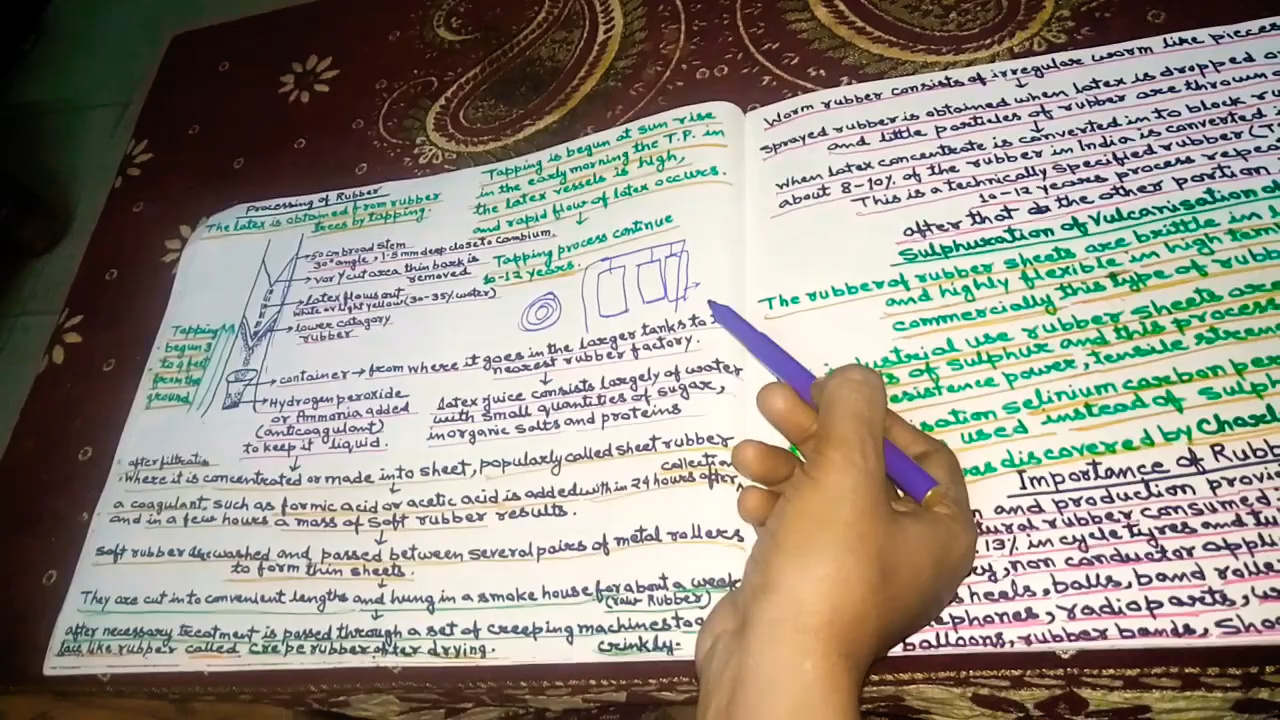 Processing of Rubber
The latex is obtained from rubber
trees by tapping.
Tapping is begun at sun rise
in the early morning the T.P. in
the latex vessels is high,
and rapid flow of latex occurs.
Tapping process continue
10-12 years.
50 cm broad stem
30° angle, 1.5 mm deep close to cambium.
cut area thin bark is
removed
Latex flows out
white or light yellow (30-35% water)
lower catagory
rubber
Tapping
begun 3
to 4 feet
from the
ground
container → from where it goes in the larger tanks to
nearest rubber factory.
Hydrogen peroxide
or Ammonia added
(anticoagulant)
to keep it liquid.
Latex juice consists largely of water
with small quantities of sugar,
inorganic salts and proteins
after filtratio
Where it is concentrated or made into sheet, popularly called sheet rubber
collection
a coagulant, such as formic acid or acetic acid is added within 24 hours after
and in a few hours a mass of soft rubber results.
Soft rubber is washed and passed between several pairs of metal rollers
to form thin sheets.
They are cut into convenient lengths and hung in a smoke house for about a week
(raw Rubber)
after necessary treatment is passed through a set of creeping machines to a
like rubber called Crepe rubber after drying.
crinkly-
Worm rubber consists of irregular worm like pieces
sprayed rubber is obtained when latex is dropped
and little particles of rubber are thrown
When latex concentrate is converted in to block
about 8-10% of the rubber in India is converted
This is a technically specified rubber (T
10-12 years process repea
after that do the other portion
Sulphuration of Vulcanisation of
The rubber of rubber sheets are brittle in
and highly flexible in high tem
commercially this type of rubb
industrial use rubber sheets are
of sulphur and this process
esistence power, tensile stren
sation selinium carbon per
used instead of sulph
was discovered by Charl
Importance of Rubb
and production provi
ural rubber consumed
13% in cycle tyres and tu
cy, non conductor appli
heels, balls, band rolle
ephones, radio parts,
balloons, rubber bands, Sho